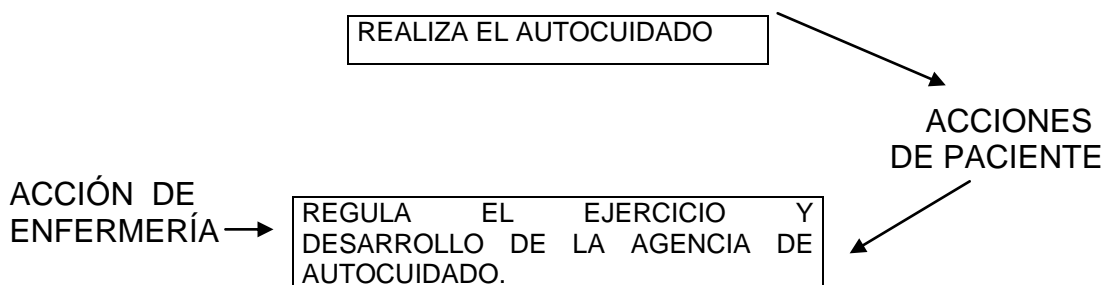 REALIZA EL AUTOCUIDADO
ACCIONES
DE PACIENTE
ACCIÓN DE
ENFERMERÍA
REGULA EL EJERCICIO Y
DESARROLLO DE LA AGENCIA DE
AUTOCUIDADO.